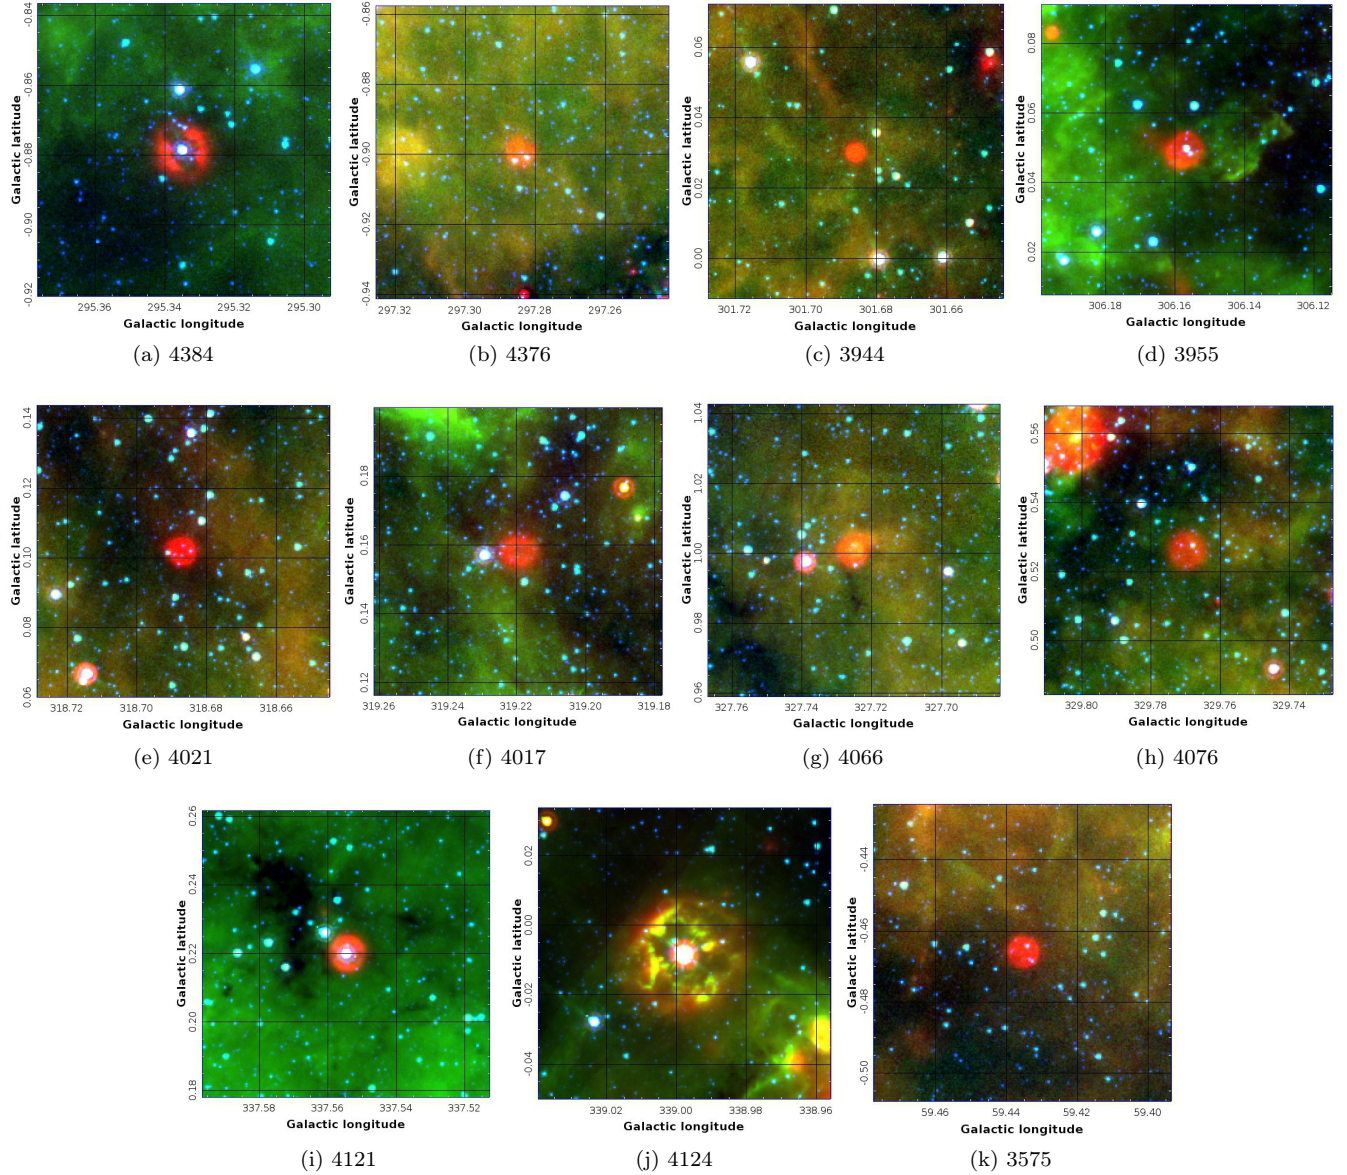 -0.84
-0.86
-0.88
-0.90
-0.92
Galactic latitude
295.36 295.34 295.32 295.30
Galactic longitude
(a) 4384
-0.86
-0.88
-0.90
-0.92
-0.94
Galactic latitude
297.32 297.30 297.28 297.26
Galactic longitude
(b) 4376
0.06
0.04
0.02
0.00
Galactic latitude
301.72 301.70 301.68 301.66
Galactic longitude
(c) 3944
0.08
0.06
0.04
0.02
Galactic latitude
306.18 306.16 306.14 306.12
Galactic longitude
(d) 3955
0.14
0.12
0.10
0.08
0.06
Galactic latitude
318.72 318.70 318.68 318.66
Galactic longitude
(e) 4021
0.18
0.16
0.14
0.12
Galactic latitude
319.26 319.24 319.22 319.20 319.18
Galactic longitude
(f) 4017
1.04
1.02
1.00
0.98
0.96
Galactic latitude
327.76 327.74 327.72 327.70
Galactic longitude
(g) 4066
0.56
0.54
0.52
0.50
Galactic latitude
329.80 329.78 329.76 329.74
Galactic longitude
(h) 4076
0.26
0.24
0.22
0.20
0.18
Galactic latitude
337.58 337.56 337.54 337.52
Galactic longitude
(i) 4121
0.02
0.00
-0.02
-0.04
Galactic latitude
339.02 339.00 338.98 338.96
Galactic longitude
(j) 4124
-0.44
-0.46
-0.48
-0.50
Galactic latitude
59.46 59.44 59.42 59.40
Galactic longitude
(k) 3575